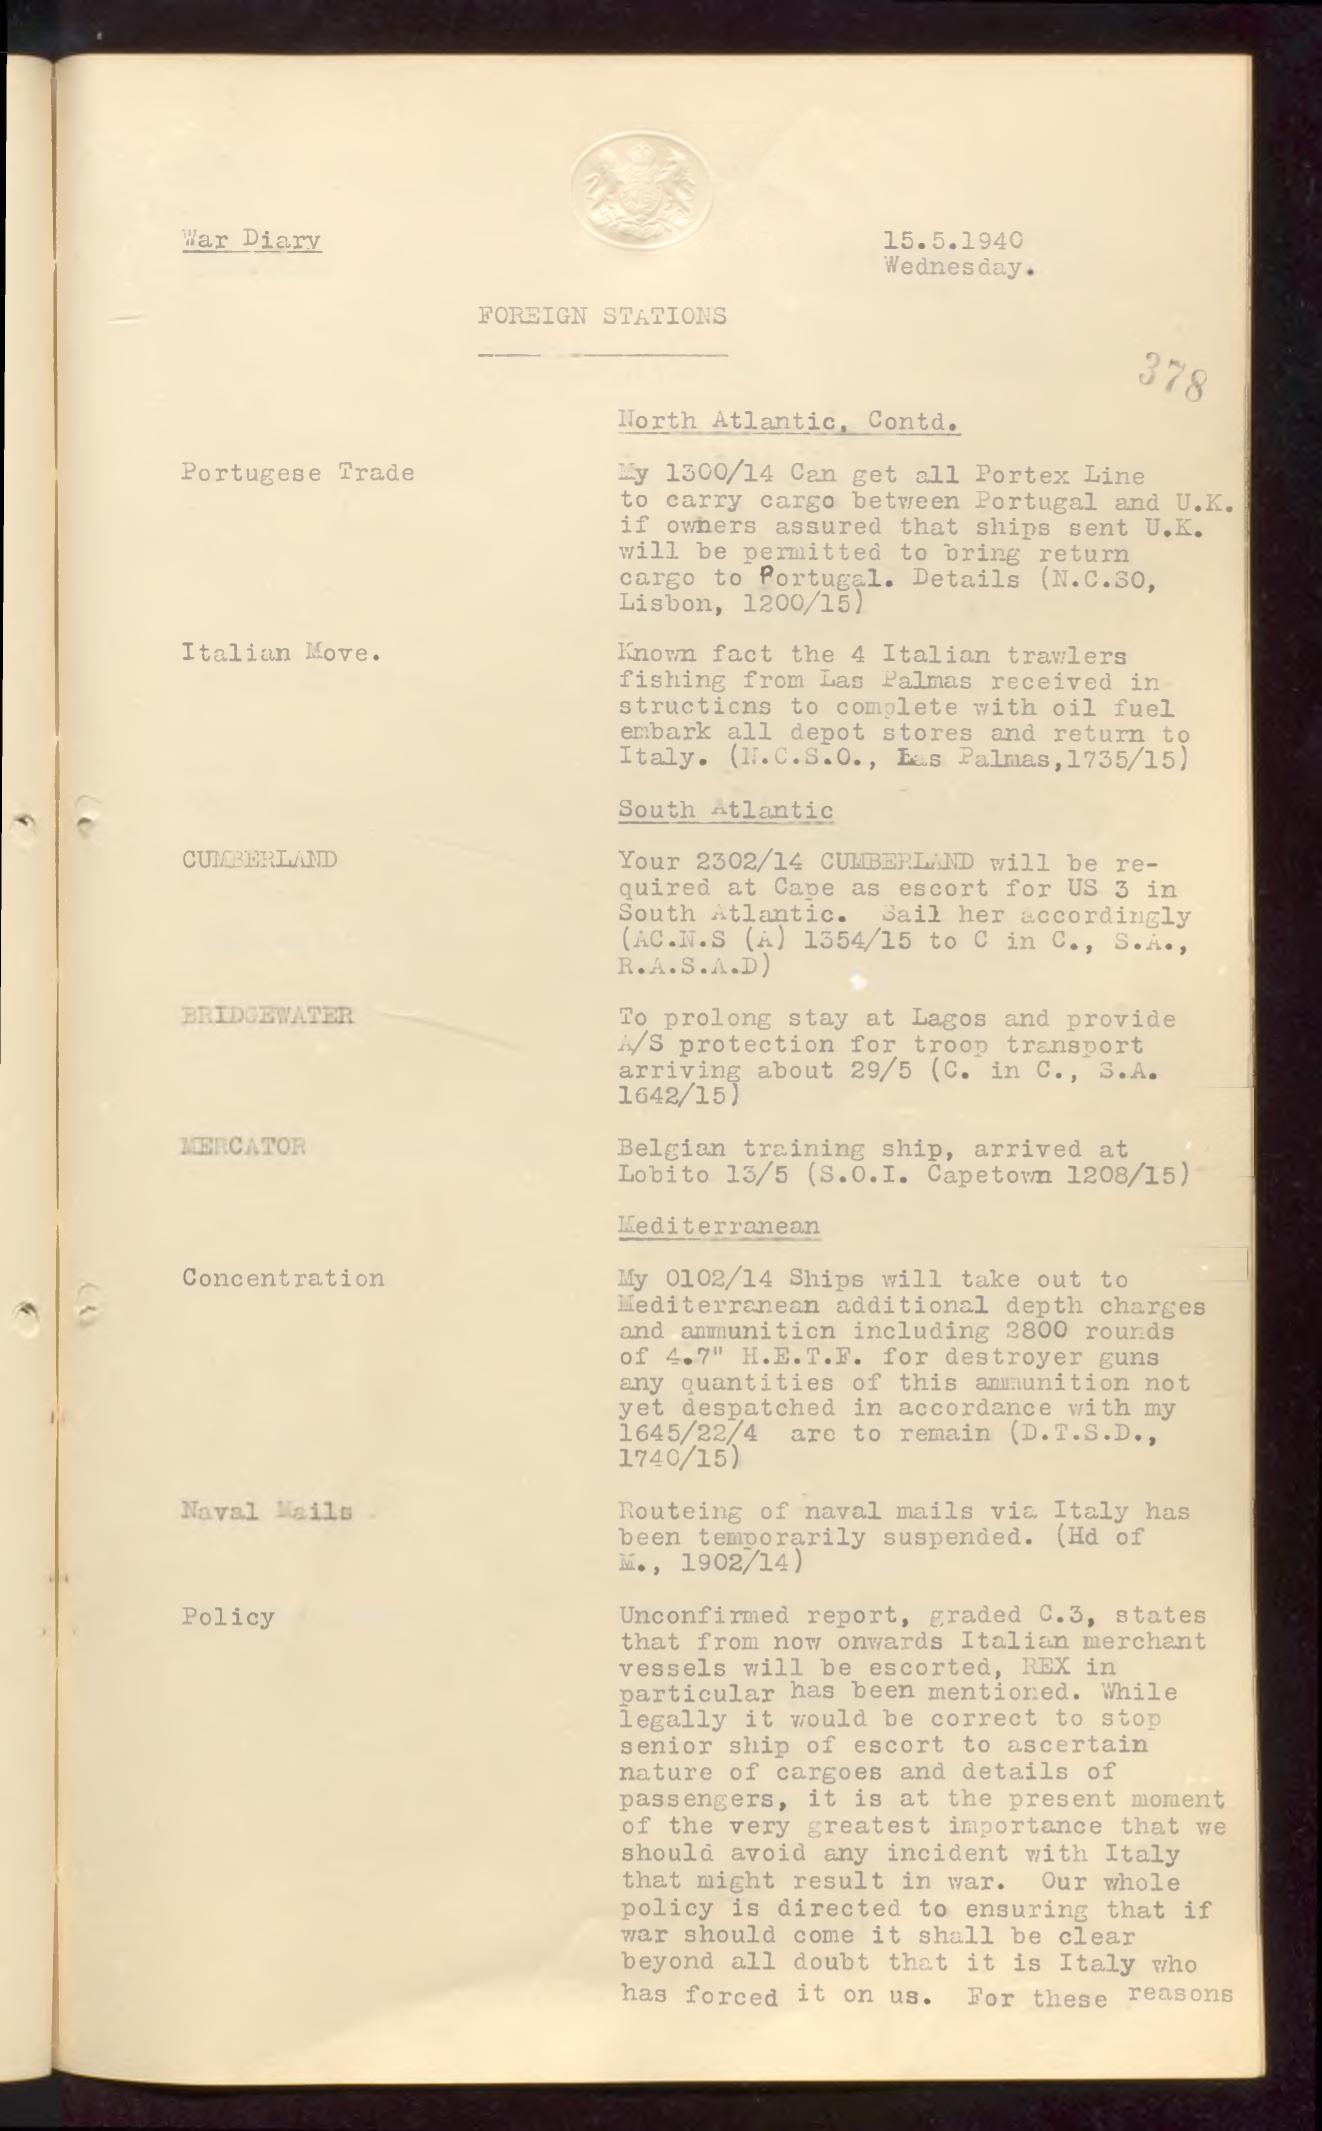 War Diary
15.5.1940
Wednesday.
FOREIGN STATIONS
378
North Atlantic, Contd.
Portugese Trade
My 1300/14 Can get all Portex Line
to carry cargo between Portugal and U.K.
if owners assured that ships sent U.K.
will be permitted to bring return
cargo to Portugal. Details (N.C.SO,
Lisbon, 1200/15)
Italian Move.
Known fact the 4 Italian trawlers
fishing from Las Palmas received in
structions to complete with oil fuel
embark all depot stores and return to
Italy. (N.C.S.O., Las Palmas,1735/15)
South Atlantic
CUMBERLAND
Your 2302/14 CUMBERLAND will be re-
quired at Cape as escort for US 3 in
South Atlantic. Sail her accordingly
(AC.N.S (A) 1354/15 to C in C., S.A.,
R.A.S.A.D)
BRIDGEWATER
To prolong stay at Lagos and provide
A/S protection for troop transport
arriving about 29/5 (C. in C., S.A.
1642/15)
MERCATOR
Belgian training ship, arrived at
Lobito 13/5 (S.O.I. Capetown 1208/15)
Mediterranean
Concentration
My 0102/14 Ships will take out to
Mediterranean additional depth charges
and ammunition including 2800 rounds
of 4.7" H.E.T.F. for destroyer guns
any quantities of this ammunition not
yet despatched in accordance with my
1645/22/4 are to remain (D.T.S.D.,
1740/15)
Naval Mails
Routeing of naval mails via Italy has
been temporarily suspended. (Hd of
M., 1902/14)
Policy
Unconfirmed report, graded C.3, states
that from now onwards Italian merchant
vessels will be escorted, REX in
particular has been mentioned. While
legally it would be correct to stop
senior ship of escort to ascertain
nature of cargoes and details of
passengers, it is at the present moment
of the very greatest importance that we
should avoid any incident with Italy
that might result in war. Our whole
policy is directed to ensuring that if
war should come it shall be clear
beyond all doubt that it is Italy who
has forced it on us. For these reasons